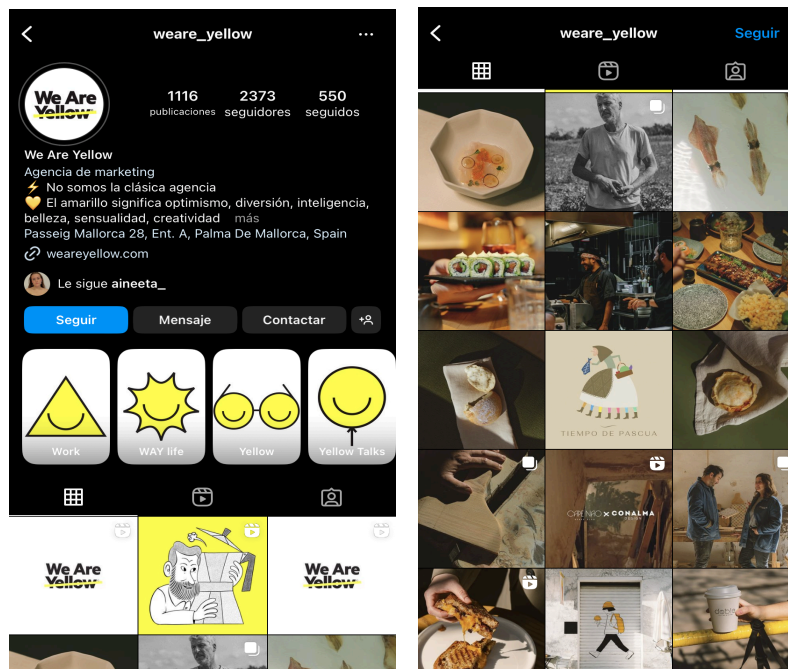 weare_yellow
We Are
Yellow
1116
2373
550
publicaciones
seguidores
seguidos
We Are Yellow
Agencia de marketing
⚡ No somos la clásica agencia
💛 El amarillo significa optimismo, diversión, inteligencia,
belleza, sensualidad, creatividad más
Passeig Mallorca 28, Ent. A, Palma De Mallorca, Spain
weareyellow.com
Le sigue aineeta_
Seguir
Mensaje
Contactar
Work
WAY life
Yellow
Yellow Talks
We Are
Yellow
We Are
Yellow
weare_yellow
Seguir
TIEMPO DE PASCUA
x CONALMA